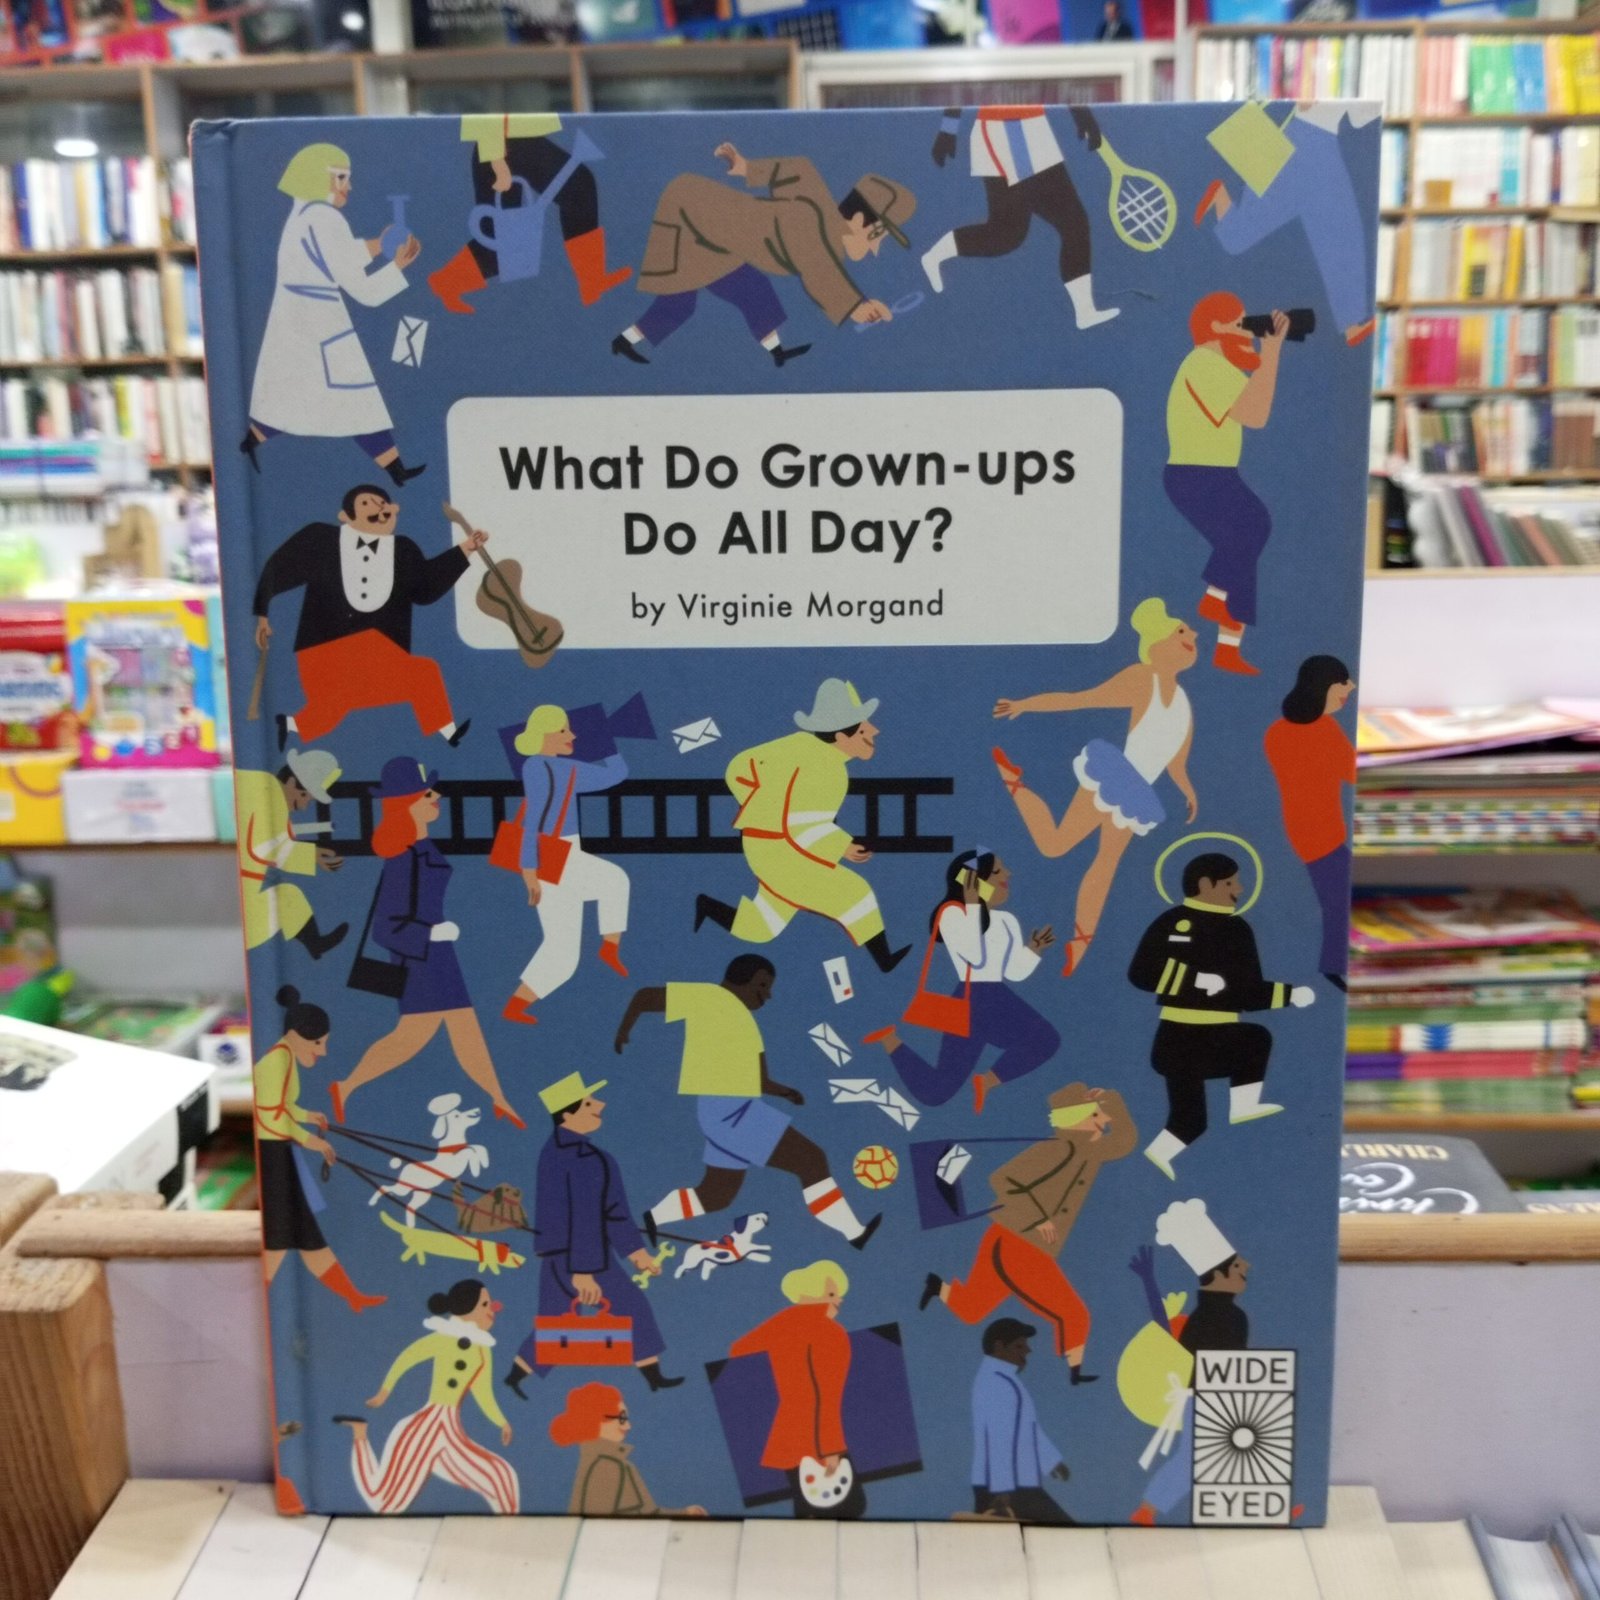 What Do Grown-ups
Do All Day?
by Virginie Morgand
WIDE
EYED